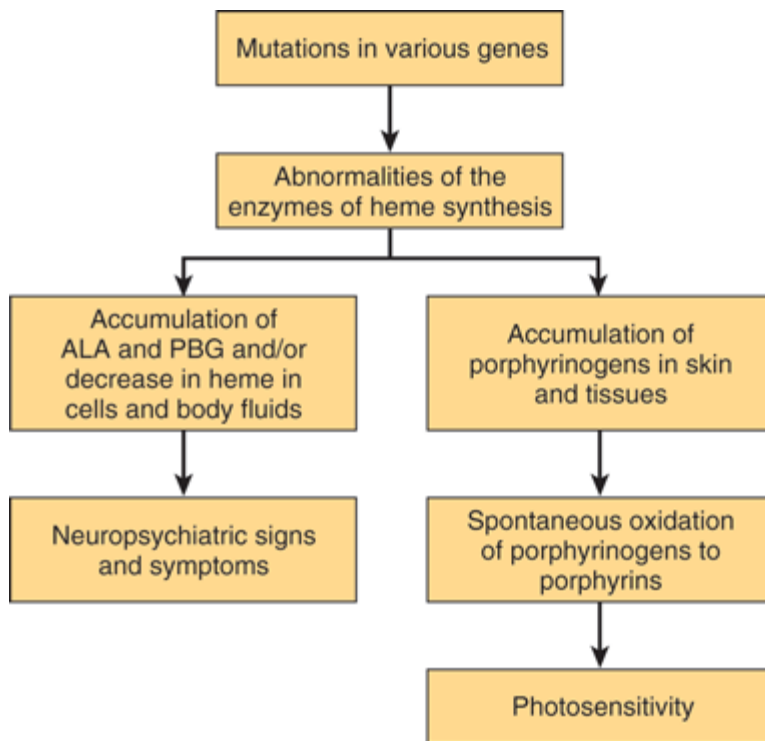 Mutations in various genes
Abnormalities of the
enzymes of heme synthesis
Accumulation of
ALA and PBG and/or
decrease in heme in
cells and body fluids
Accumulation of
porphyrinogens in skin
and tissues
Neuropsychiatric signs
and symptoms
Spontaneous oxidation
of porphyrinogens to
porphyrins
Photosensitivity